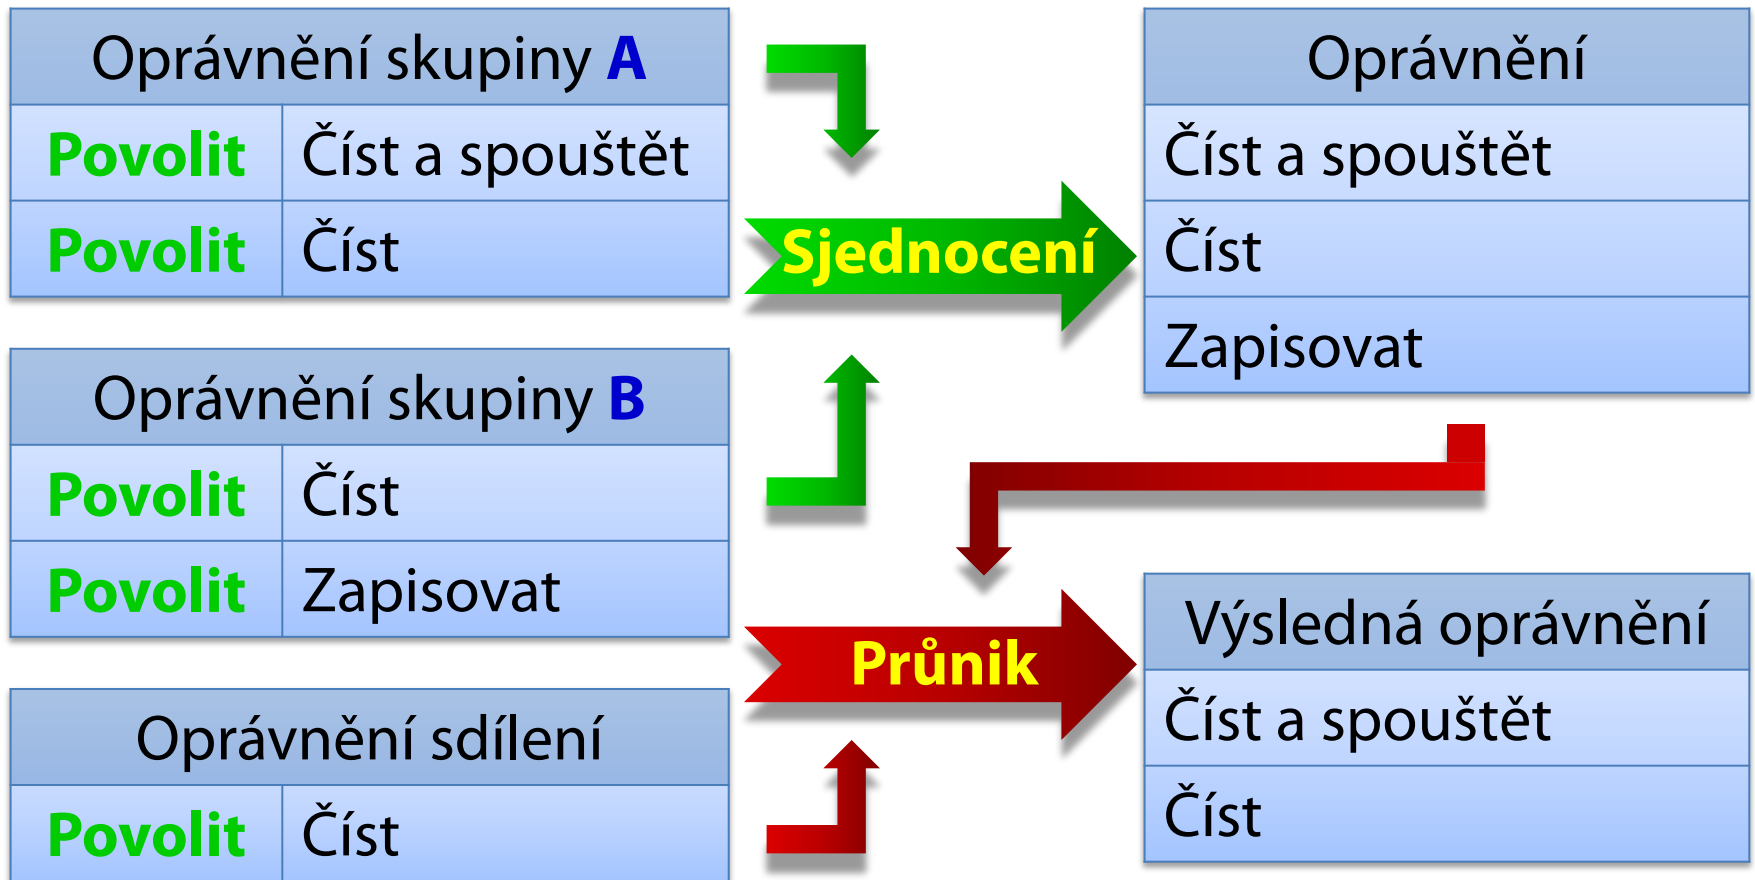 Oprávnění skupiny A
Povolit Číst a spouštět
Povolit Číst
Oprávnění skupiny B
Povolit Číst
Povolit Zapisovat
Oprávnění sdílení
Povolit Číst
Sjednocení
Průnik
Oprávnění
Číst a spouštět
Číst
Zapisovat
Výsledná oprávnění
Číst a spouštět
Číst